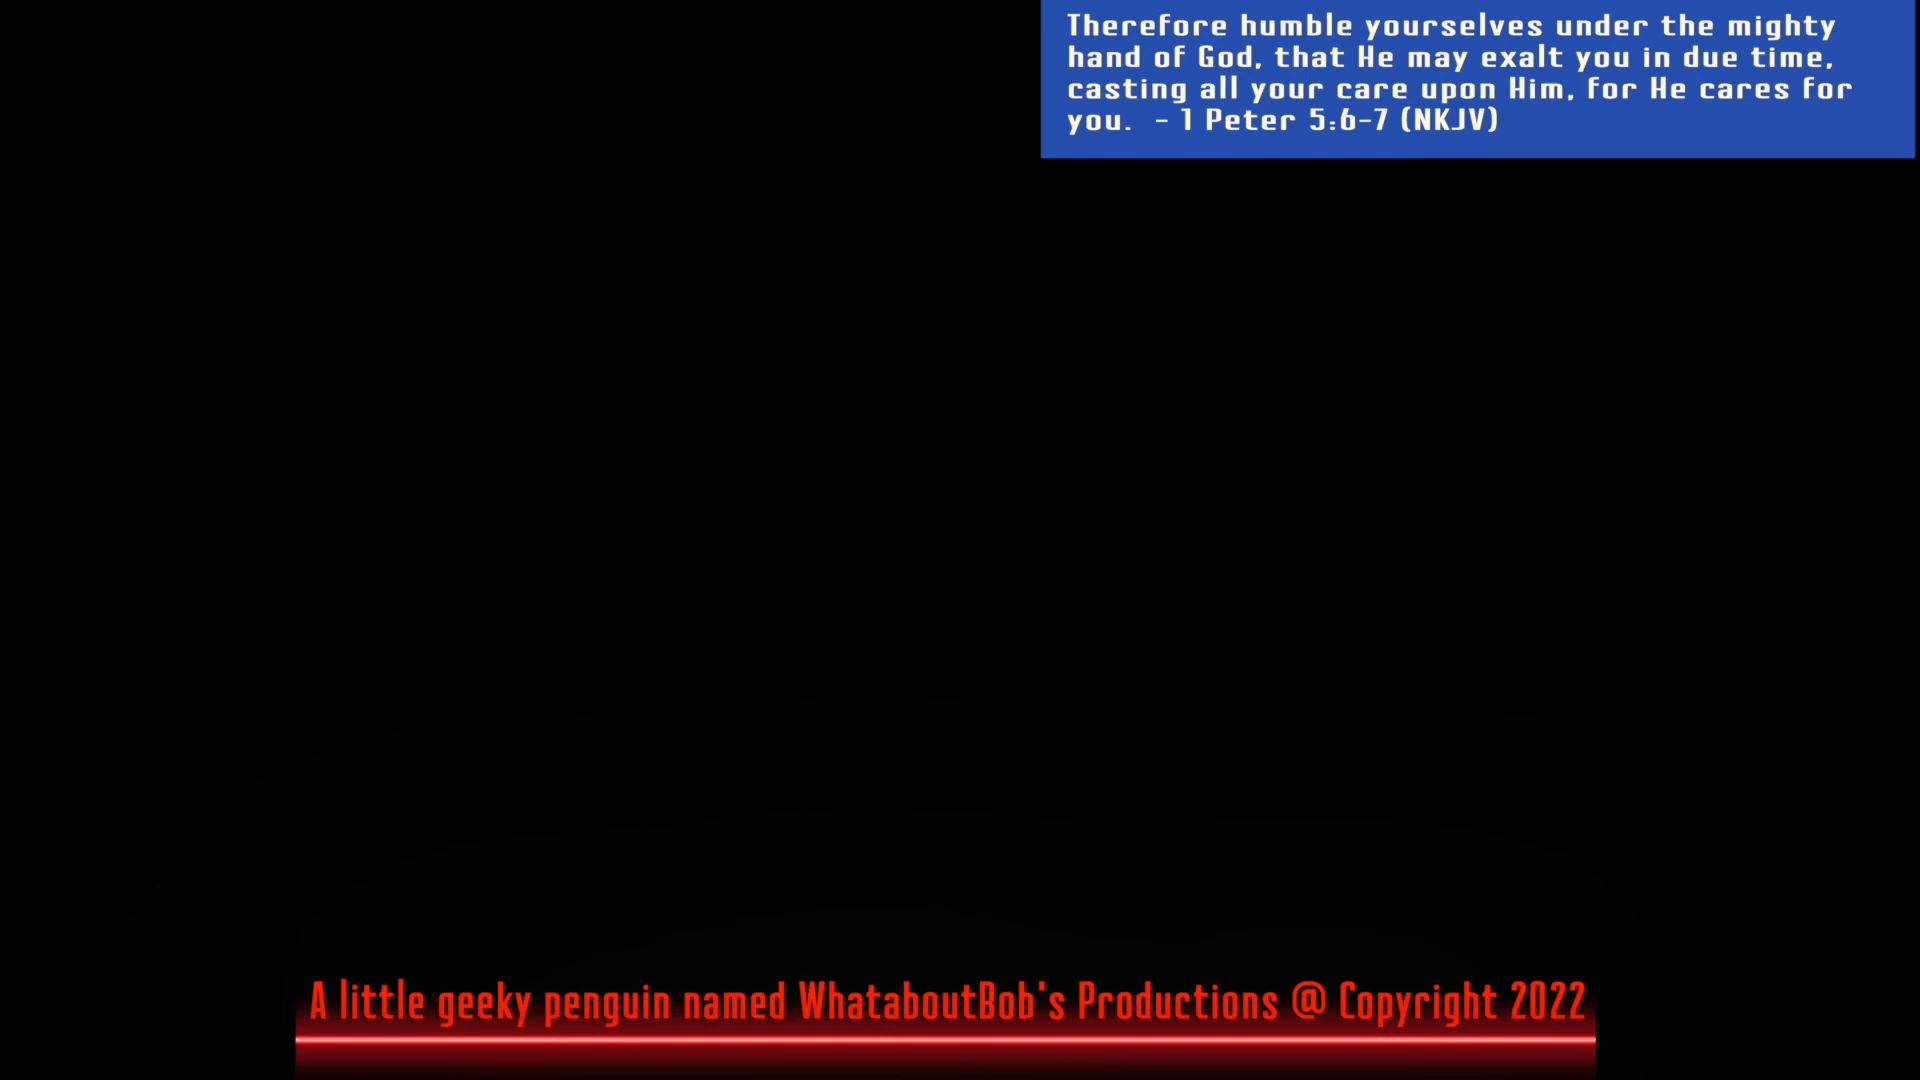 Therefore humble yourselves under the mighty
hand of God, that He may exalt you in due time,
casting all your care upon Him, for He cares for
you.  - 1 Peter 5:6-7 (NKJV)
A little geeky penguin named WhataboutBob's Productions @ Copyright 2022